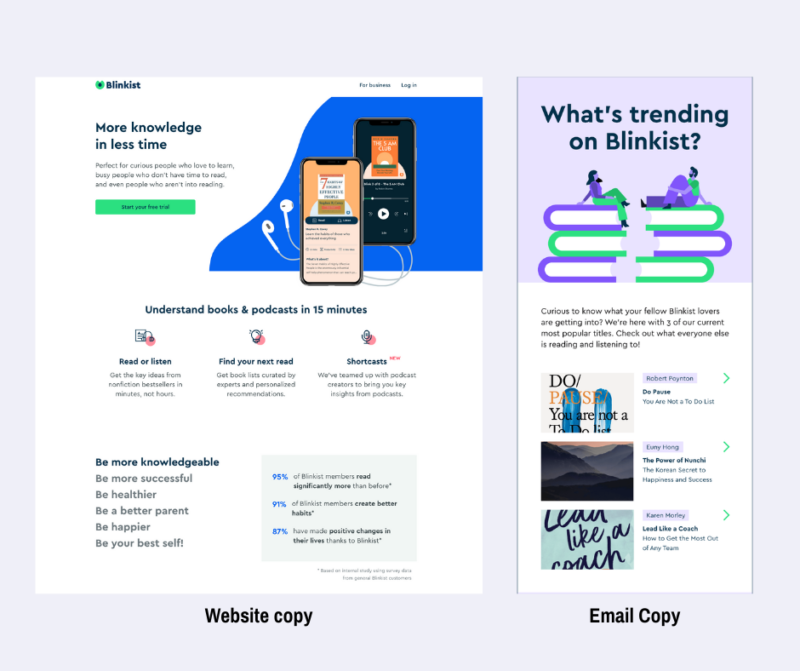 Blinkist
For business
Log in
More knowledge
in less time
Perfect for curious people who love to learn,
busy people who don't have time to read,
and even people who aren't into reading.
Start your free trial
THE 5 AM
CLUB
7
HIGHLY
EFFECTIVE
PEOPLE
Understand books & podcasts in 15 minutes
Read or listen
Get the key ideas from
nonfiction bestsellers in
minutes, not hours.
Find your next read
Get book lists curated by
experts and personalized
recommendations.
Shortcasts NEW
We've teamed up with podcast
creators to bring you key
insights from podcasts.
Be more knowledgeable
Be more successful
Be healthier
Be a better parent
Be happier
Be your best self!
95% of Blinkist members read
significantly more than before*
91% of Blinkist members create better
habits*
87% have made positive changes in
their lives thanks to Blinkist*
* Based on internal study using survey data
from general Blinkist customers
Website copy
What's trending
on Blinkist?
Curious to know what your fellow Blinkist lovers
are getting into? We're here with 3 of our current
most popular titles. Check out what everyone else
is reading and listening to!
DO/
PAUSE/
You are not a
To Do list
Robert Poynton
Do Pause
You Are Not a To Do List
Euny Hong
The Power of Nunchi
The Korean Secret to
Happiness and Success
Lead
like a
coach
Karen Morley
Lead Like a Coach
How to Get the Most Out
of Any Team
Email Copy